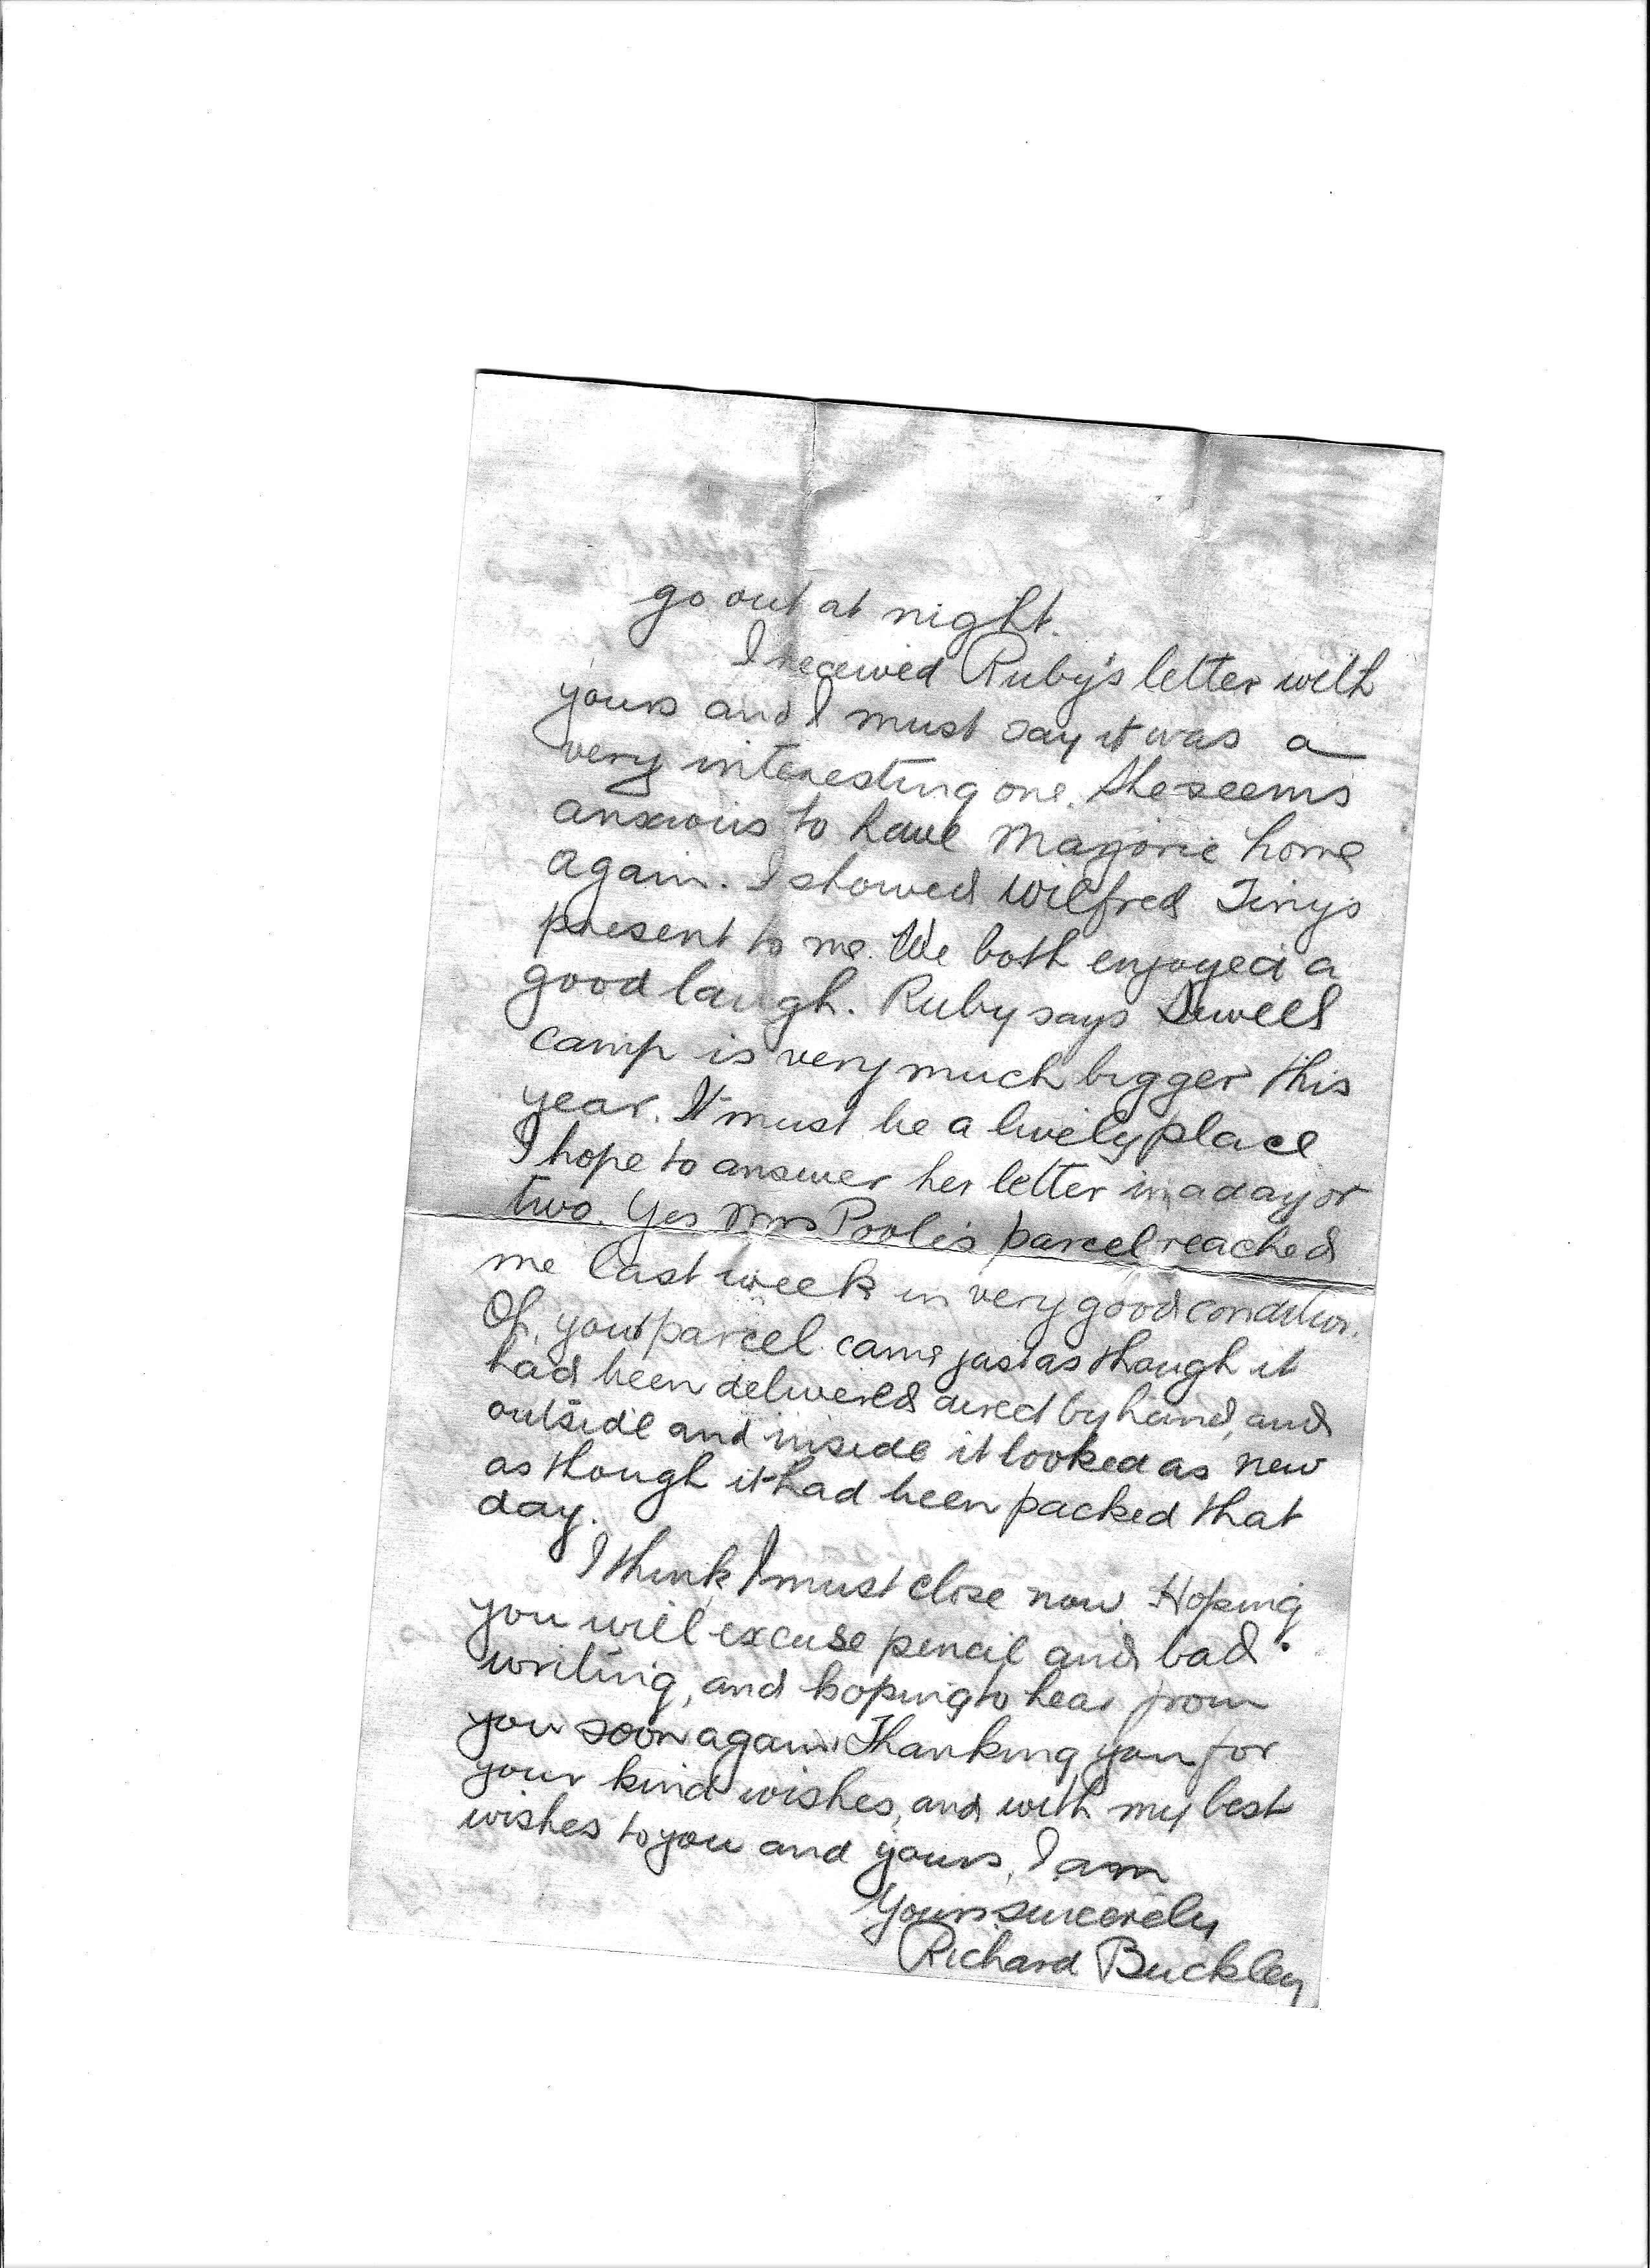 go out at night.
I received Ruby's letter with
yours and I must say it was a
very interesting one. She seems
anxious to have Marjorie home
again. I showed Wilfred Tinys
present to me. We both enjoyed a
good laugh. Ruby says Sewell
camp is very much bigger this
year. It must be a lively place
I hope to answer her letter in a day or
two. Yes Mrs Pool's parcel reached
me last week in very good condition.
Oh, your parcel came just as though it
had been delivered direct by hand, and
outside and inside it looked as new
as though it had been packed that
day.
I think I must close now. Hoping
you will excuse pencil and bad
writing, and hoping to hear from
you soon again. Thanking you for
your kind wishes, and with my best
wishes to you and yours, I am
Yours sincerely
Richard Buckley